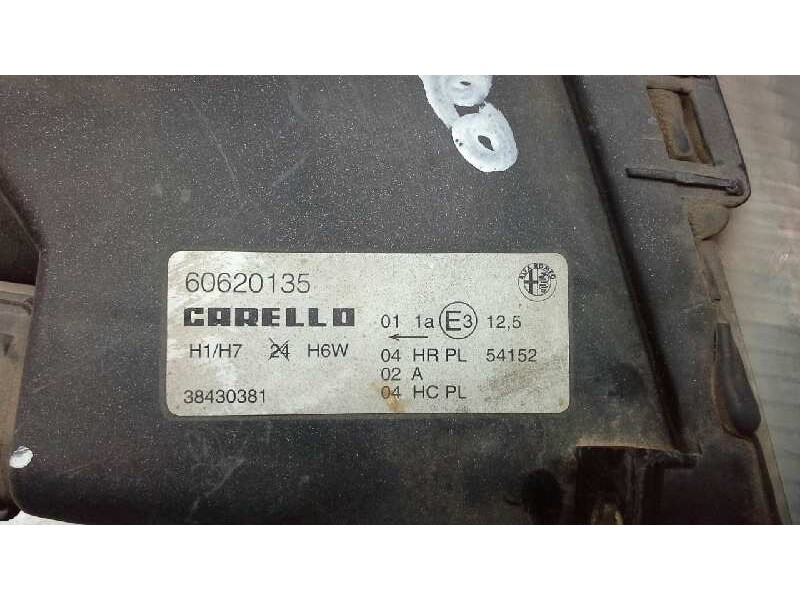 60620135
CARELLO 01 1a E3 12,5
H1/H7 24 H6W 04 HR PL 54152
02 A
38430381 04 HC PL